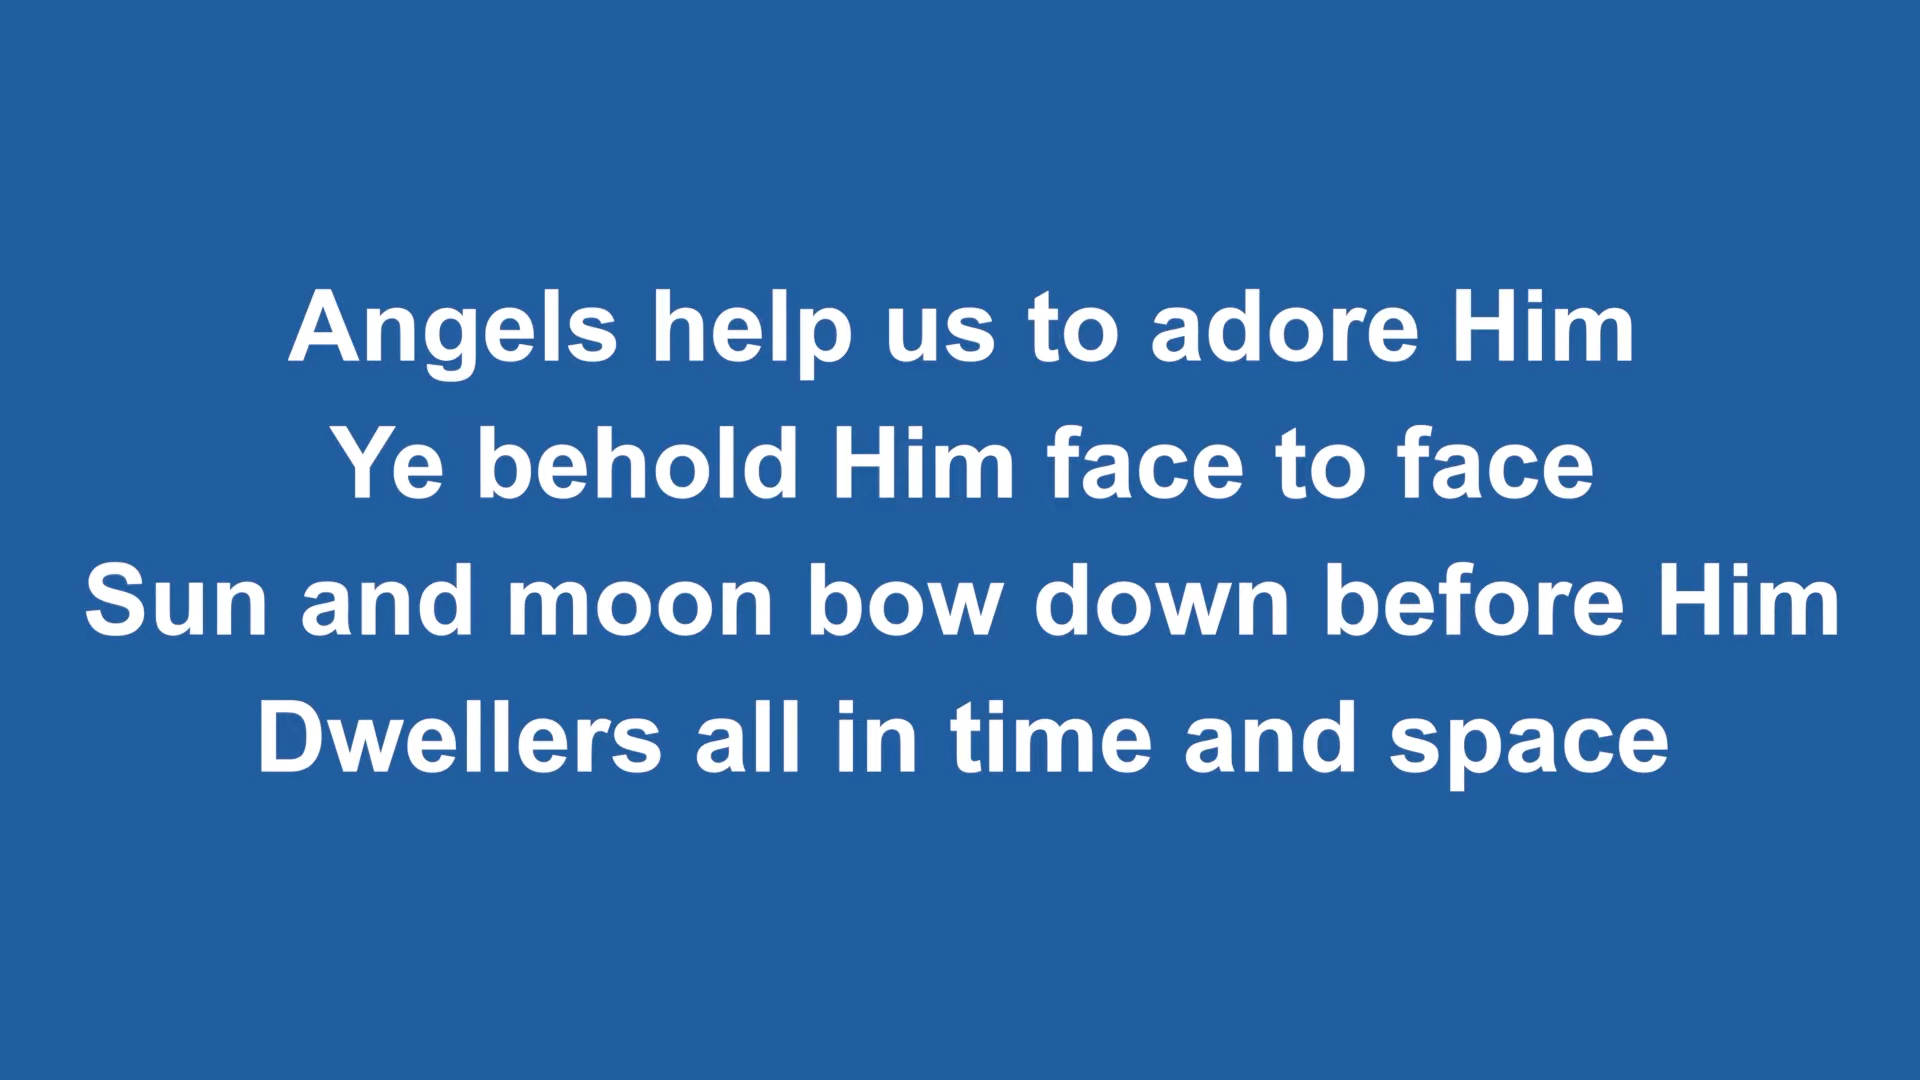 Angels help us to adore Him
Ye behold Him face to face
Sun and moon bow down before Him
Dwellers all in time and space